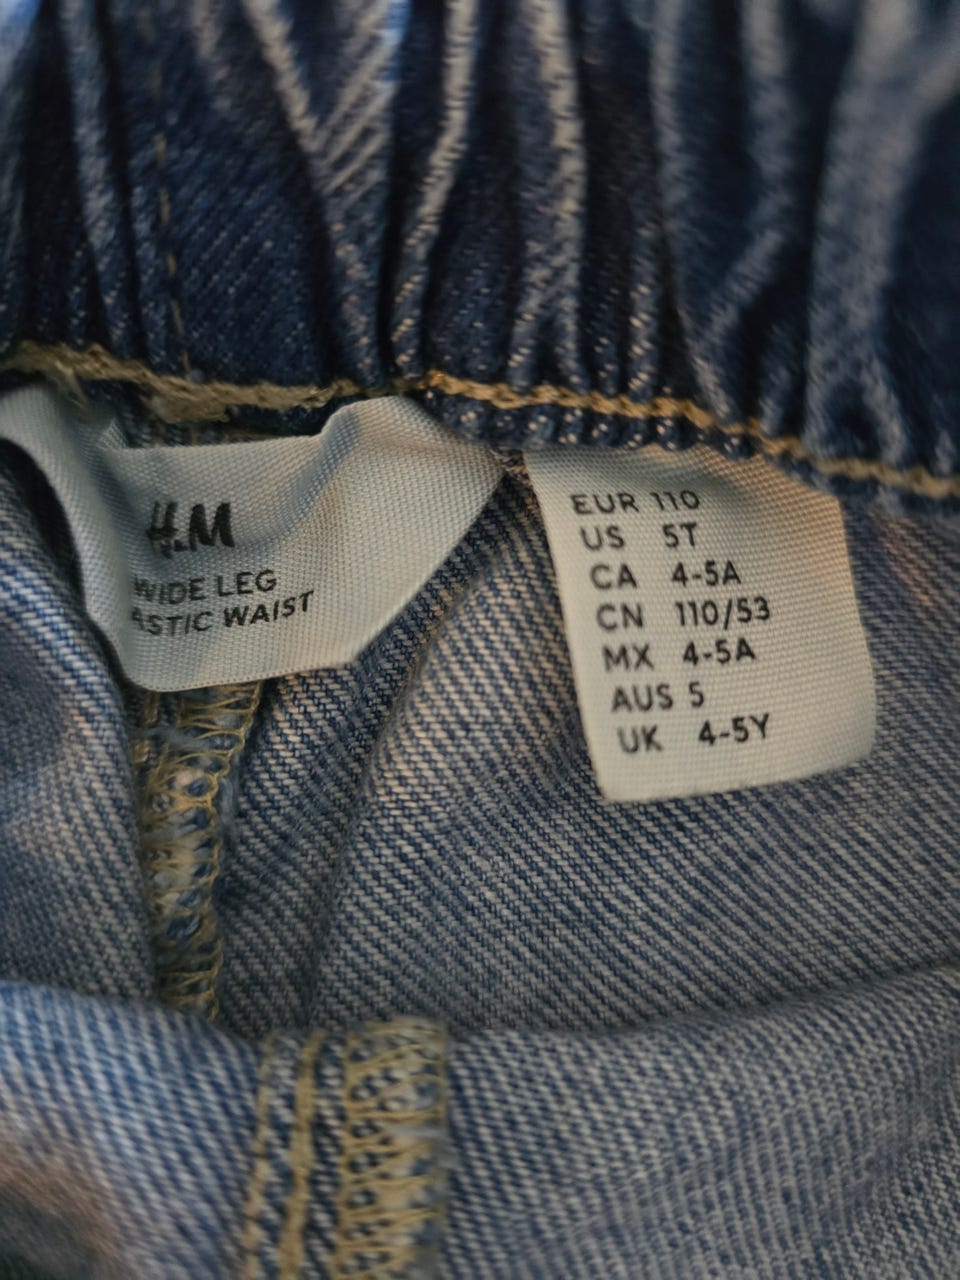 H&M
WIDE LEG
WAIST
EUR 110
US 5T
CA 4-5A
CN 110/53
MX 4-5A
AUS 5
UK 4-5Y